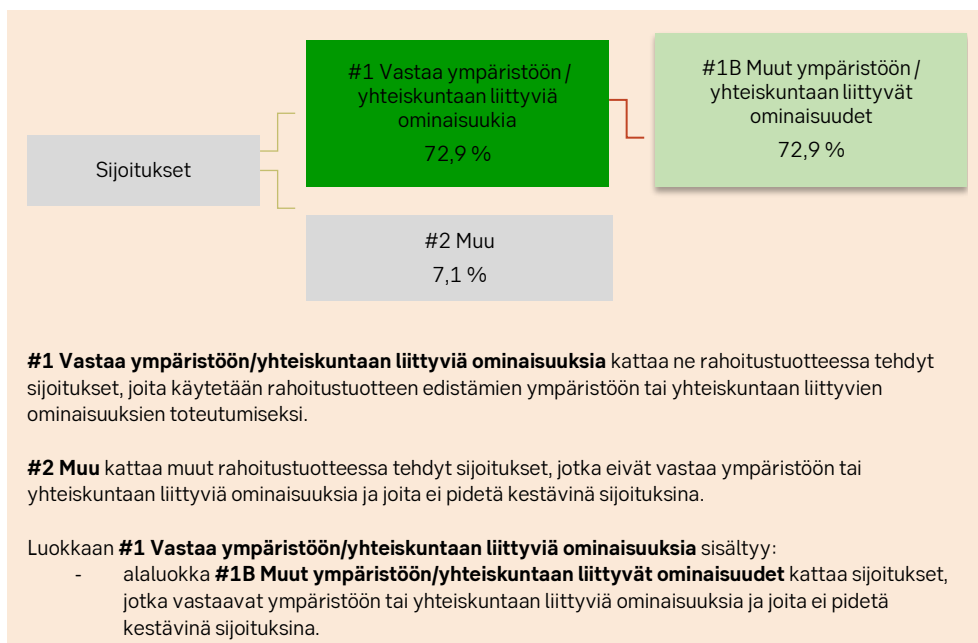 #1 Vastaa ympäristöön /
yhteiskuntaan liittyviä
ominaisuukia
72,9 %
#1B Muut ympäristöön /
yhteiskuntaan liittyvät
ominaisuudet
72,9 %
Sijoitukset
#2 Muu
7,1 %
#1 Vastaa ympäristöön/yhteiskuntaan liittyviä ominaisuuksia kattaa ne rahoitustuotteessa tehdyt
sijoitukset, joita käytetään rahoitustuotteen edistämien ympäristöön tai yhteiskuntaan liittyvien
ominaisuuksien toteutumiseksi.
#2 Muu kattaa muut rahoitustuotteessa tehdyt sijoitukset, jotka eivät vastaa ympäristöön tai
yhteiskuntaan liittyviä ominaisuuksia ja joita ei pidetä kestävinä sijoituksina.
Luokkaan #1 Vastaa ympäristöön/yhteiskuntaan liittyviä ominaisuuksia sisältyy:
- alaluokka #1B Muut ympäristöön/yhteiskuntaan liittyvät ominaisuudet kattaa sijoitukset,
jotka vastaavat ympäristöön tai yhteiskuntaan liittyviä ominaisuuksia ja joita ei pidetä
kestävinä sijoituksina.